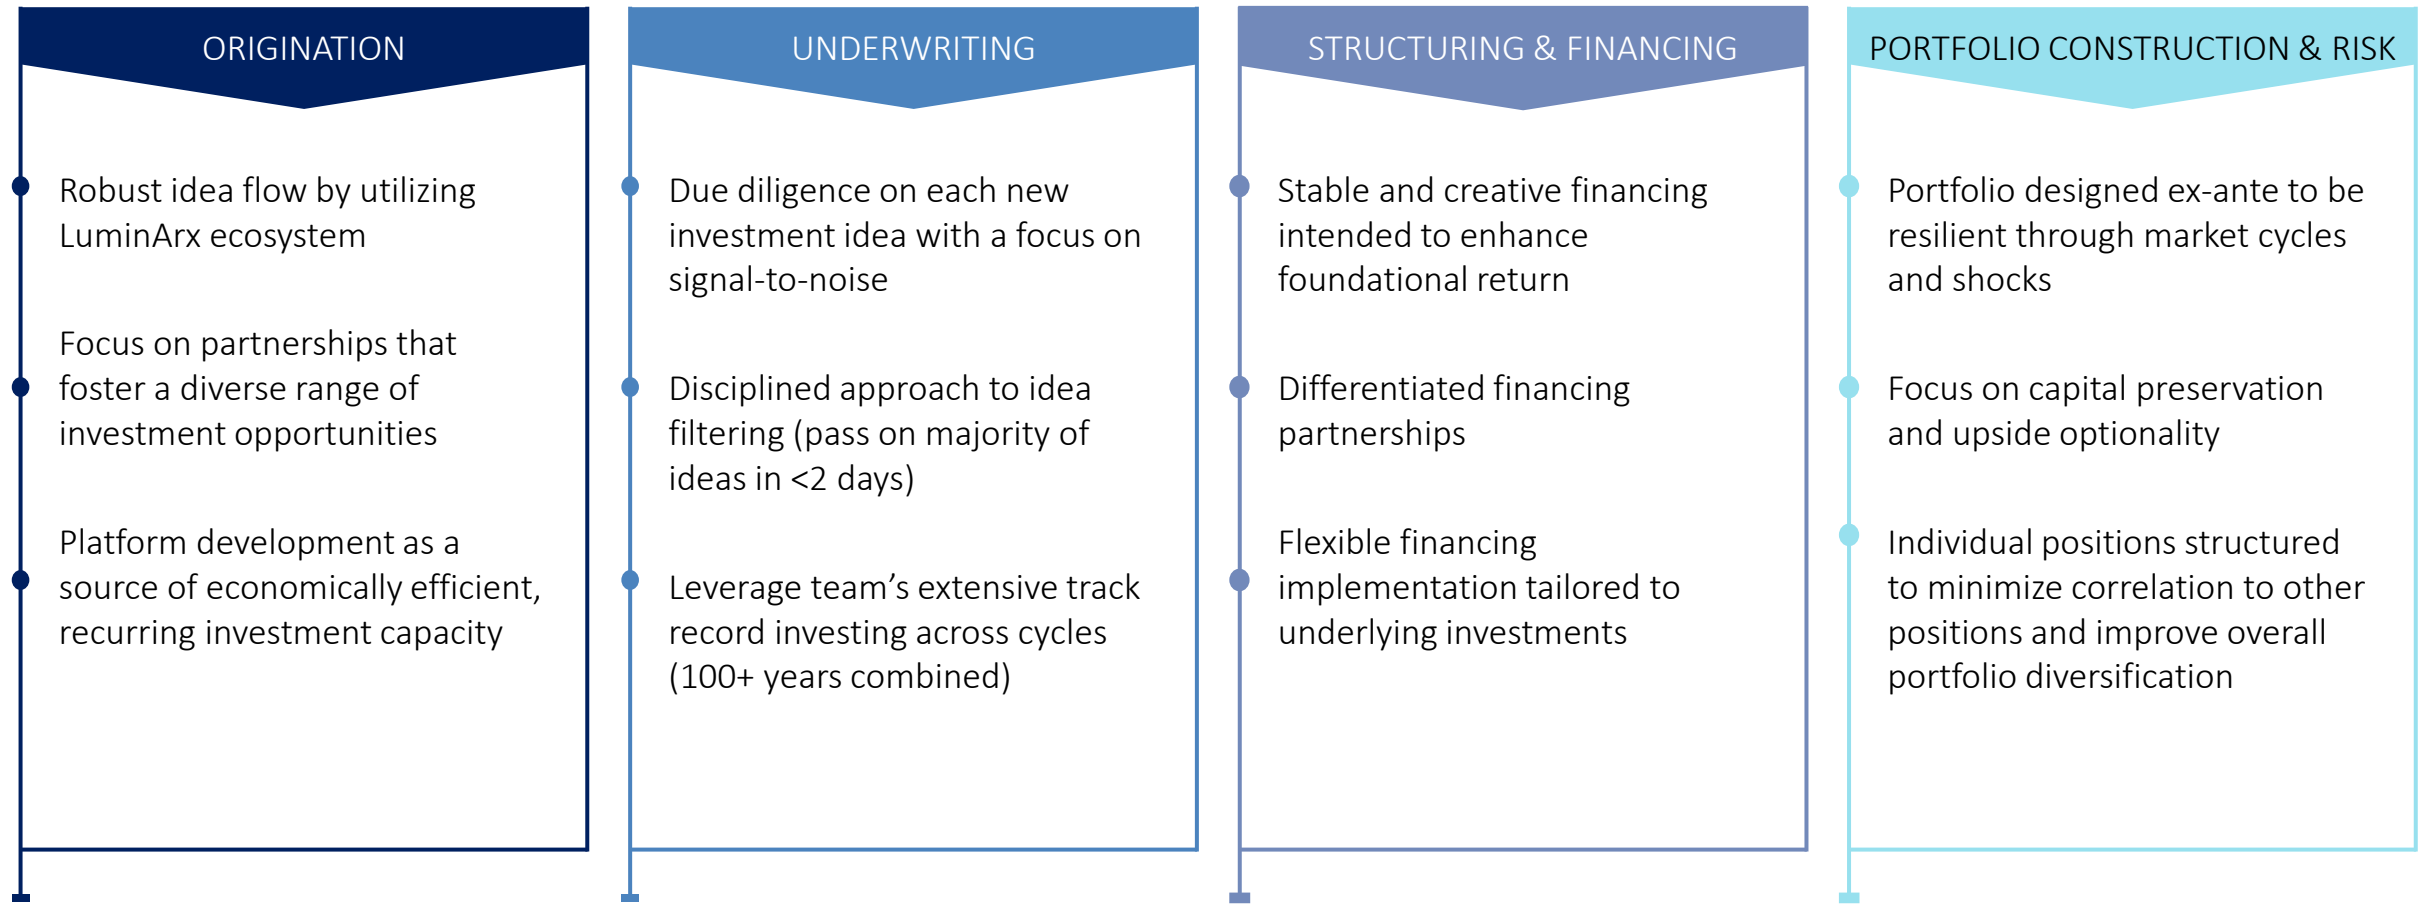 ORIGINATION
Robust idea flow by utilizing
LuminArx ecosystem
Focus on partnerships that
foster a diverse range of
investment opportunities
Platform development as a
source of economically efficient,
recurring investment capacity
UNDERWRITING
Due diligence on each new
investment idea with a focus on
signal-to-noise
Disciplined approach to idea
filtering (pass on majority of
ideas in <2 days)
Leverage team’s extensive track
record investing across cycles
(100+ years combined)
STRUCTURING & FINANCING
Stable and creative financing
intended to enhance
foundational return
Differentiated financing
partnerships
Flexible financing
implementation tailored to
underlying investments
PORTFOLIO CONSTRUCTION & RISK
Portfolio designed ex-ante to be
resilient through market cycles
and shocks
Focus on capital preservation
and upside optionality
Individual positions structured
to minimize correlation to other
positions and improve overall
portfolio diversification